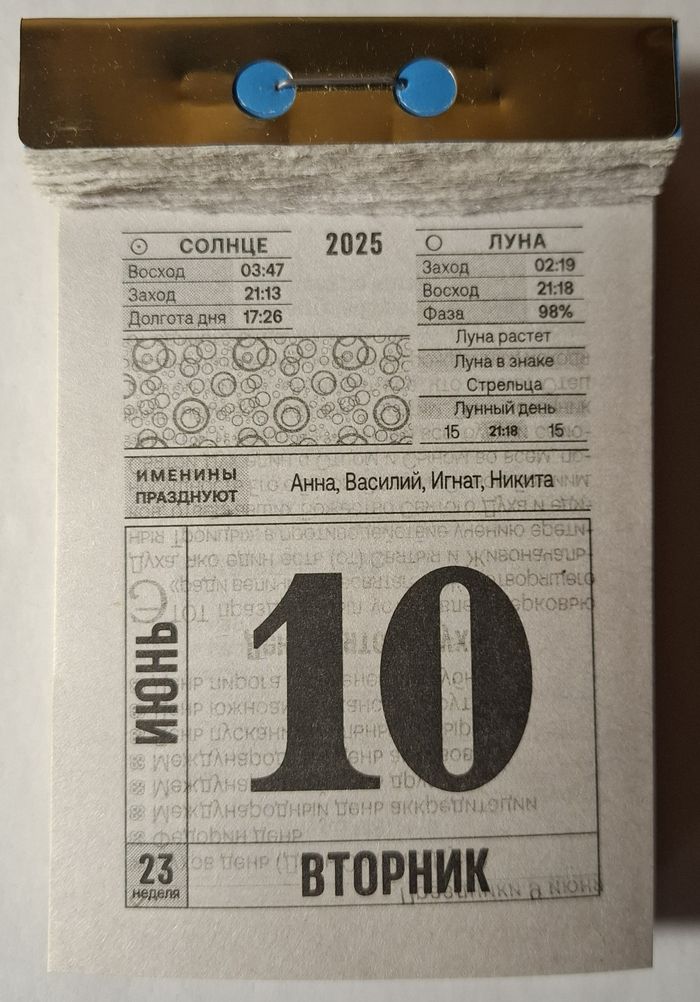 СОЛНЦЕ
Восход 03:47
Заход 21:13
Долгота дня 17:26
2025
ЛУНА
Заход 02:19
Восход 21:18
Фаза 98%
Луна растет
Луна в знаке
Стрельца
Лунный день
15 21:18 15
ИМЕНИНЫ
ПРАЗДНУЮТ
Анна, Василий, Игнат, Никита
ИЮНЬ
10
23
неделя
ВТОРНИК